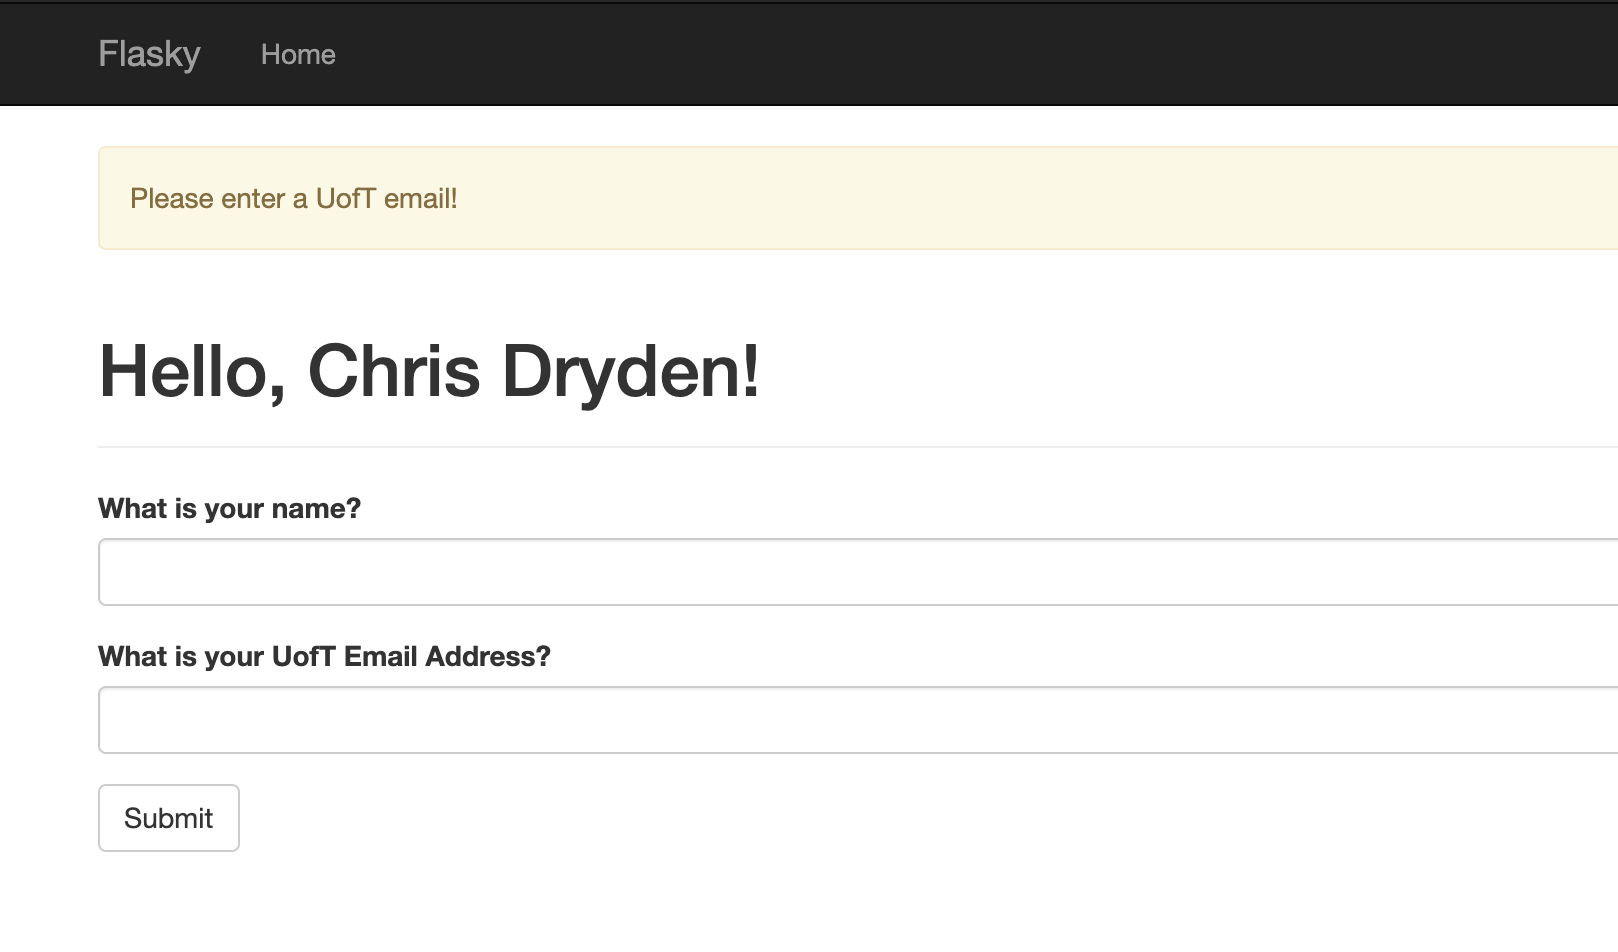 Flasky Home
Please enter a UofT email!
Hello, Chris Dryden!
What is your name?
What is your UofT Email Address?
Submit